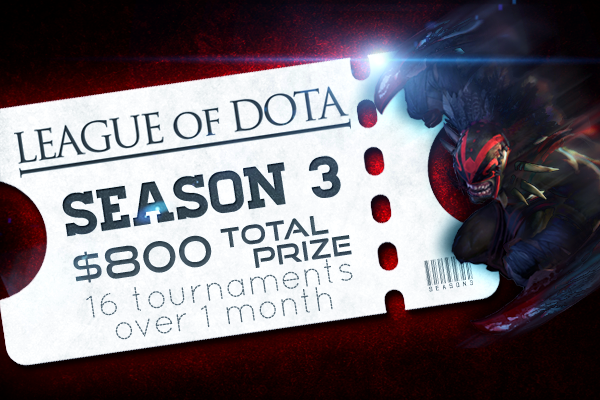 LEAGUE OF DOTA
SEASON 3
$800 TOTAL PRIZE
16 tournaments
over 1 month
SEASON3